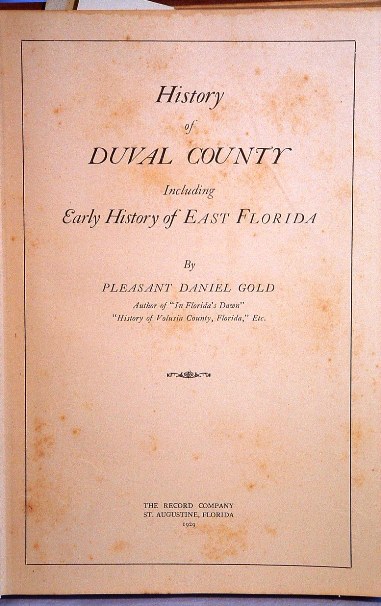 History
of
DUVAL COUNTY
Including
Early History of EAST FLORIDA
By
PLEASANT DANIEL GOLD
Author of "In Florida's Dawn"
"History of Volusia County, Florida," Etc.
THE RECORD COMPANY
ST. AUGUSTINE, FLORIDA
1929